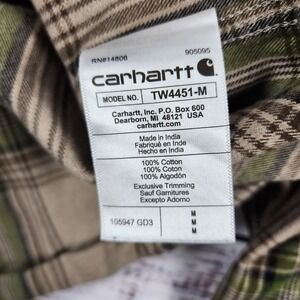 RN#14806 905095
carhartt
MODEL NO. TW4451-M
Carhartt, Inc. P.O. Box 600
Dearborn, MI 48121 USA
carhartt.com
Made in India
Fabriqué en Inde
Hecho en India
100% Cotton
100% Coton
100% Algodón
Exclusive Trimming
Sauf Garnitures
Excepto Adorno
105947 GD3
M
M
M